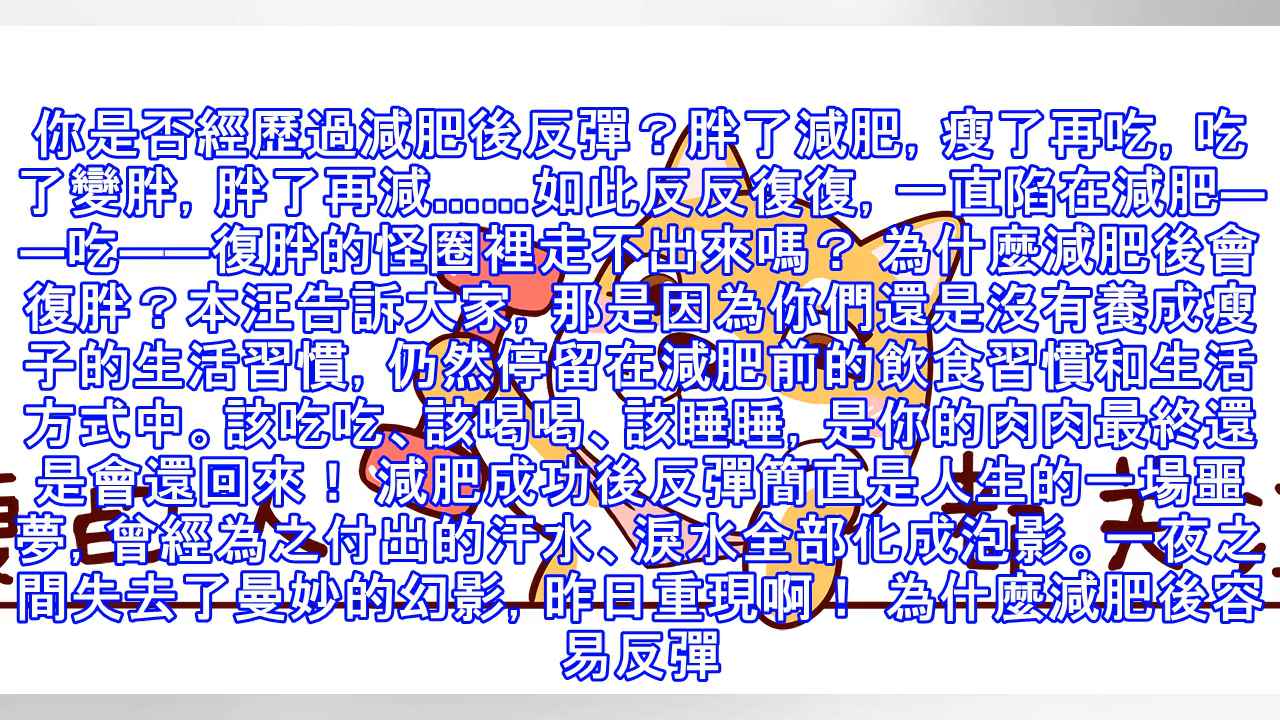 你是否經歷過減肥後反彈？胖了減肥, 瘦了再吃, 吃
了變胖, 胖了再減......如此反反復復, 一直陷在減肥—
—吃——復胖的怪圈裡走不出來嗎？ 為什麼減肥後會
復胖？本汪告訴大家, 那是因為你們還是沒有養成瘦
子的生活習慣, 仍然停留在減肥前的飲食習慣和生活
方式中。該吃吃、該喝喝、該睡睡, 是你的肉肉最終還
是會還回來！ 減肥成功後反彈簡直是人生的一場噩
夢, 曾經為之付出的汗水、淚水全部化成泡影。一夜之
間失去了曼妙的幻影, 昨日重現啊！ 為什麼減肥後容
易反彈